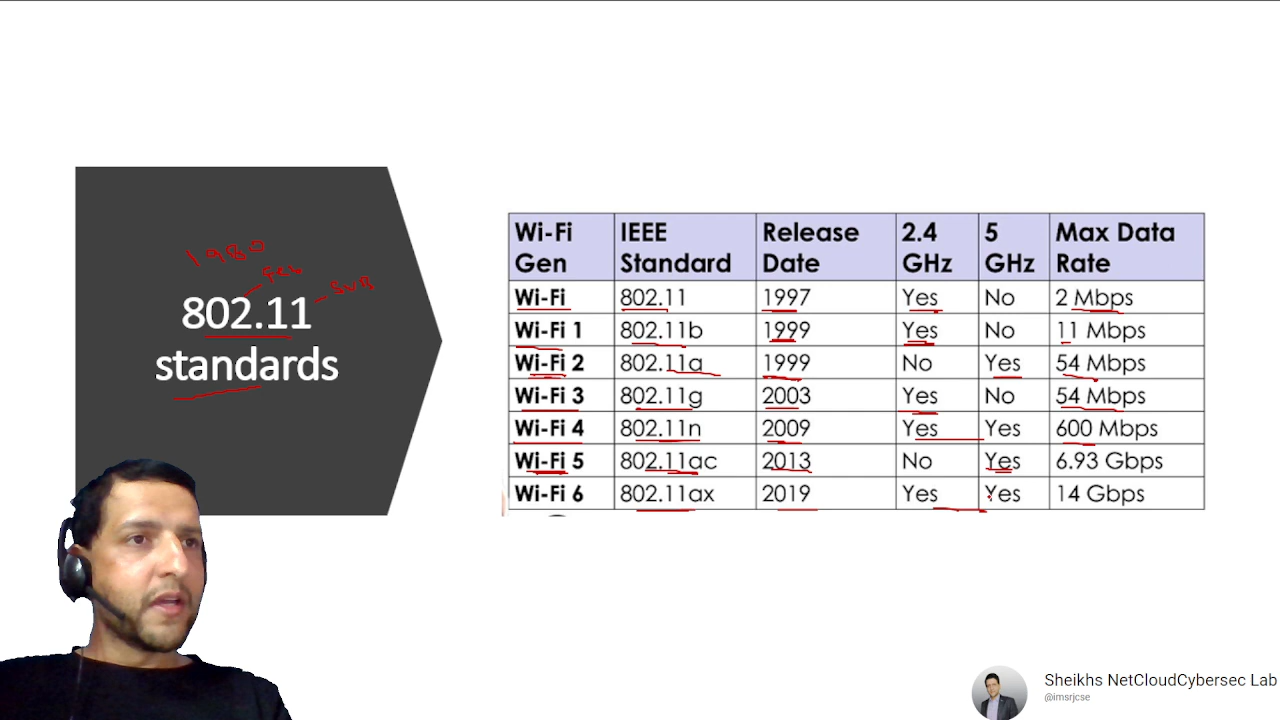 1980
Feb
802.11
standards
Wi-Fi Gen IEEE Standard Release Date 2.4 GHz 5 GHz Max Data Rate
Wi-Fi 802.11 1997 Yes No 2 Mbps
Wi-Fi 1 802.11b 1999 Yes No 11 Mbps
Wi-Fi 2 802.11a 1999 No Yes 54 Mbps
Wi-Fi 3 802.11g 2003 Yes No 54 Mbps
Wi-Fi 4 802.11n 2009 Yes Yes 600 Mbps
Wi-Fi 5 802.11ac 2013 No Yes 6.93 Gbps
Wi-Fi 6 802.11ax 2019 Yes Yes 14 Gbps
Sheikhs NetCloudCybersec Lab
@imsrjcse